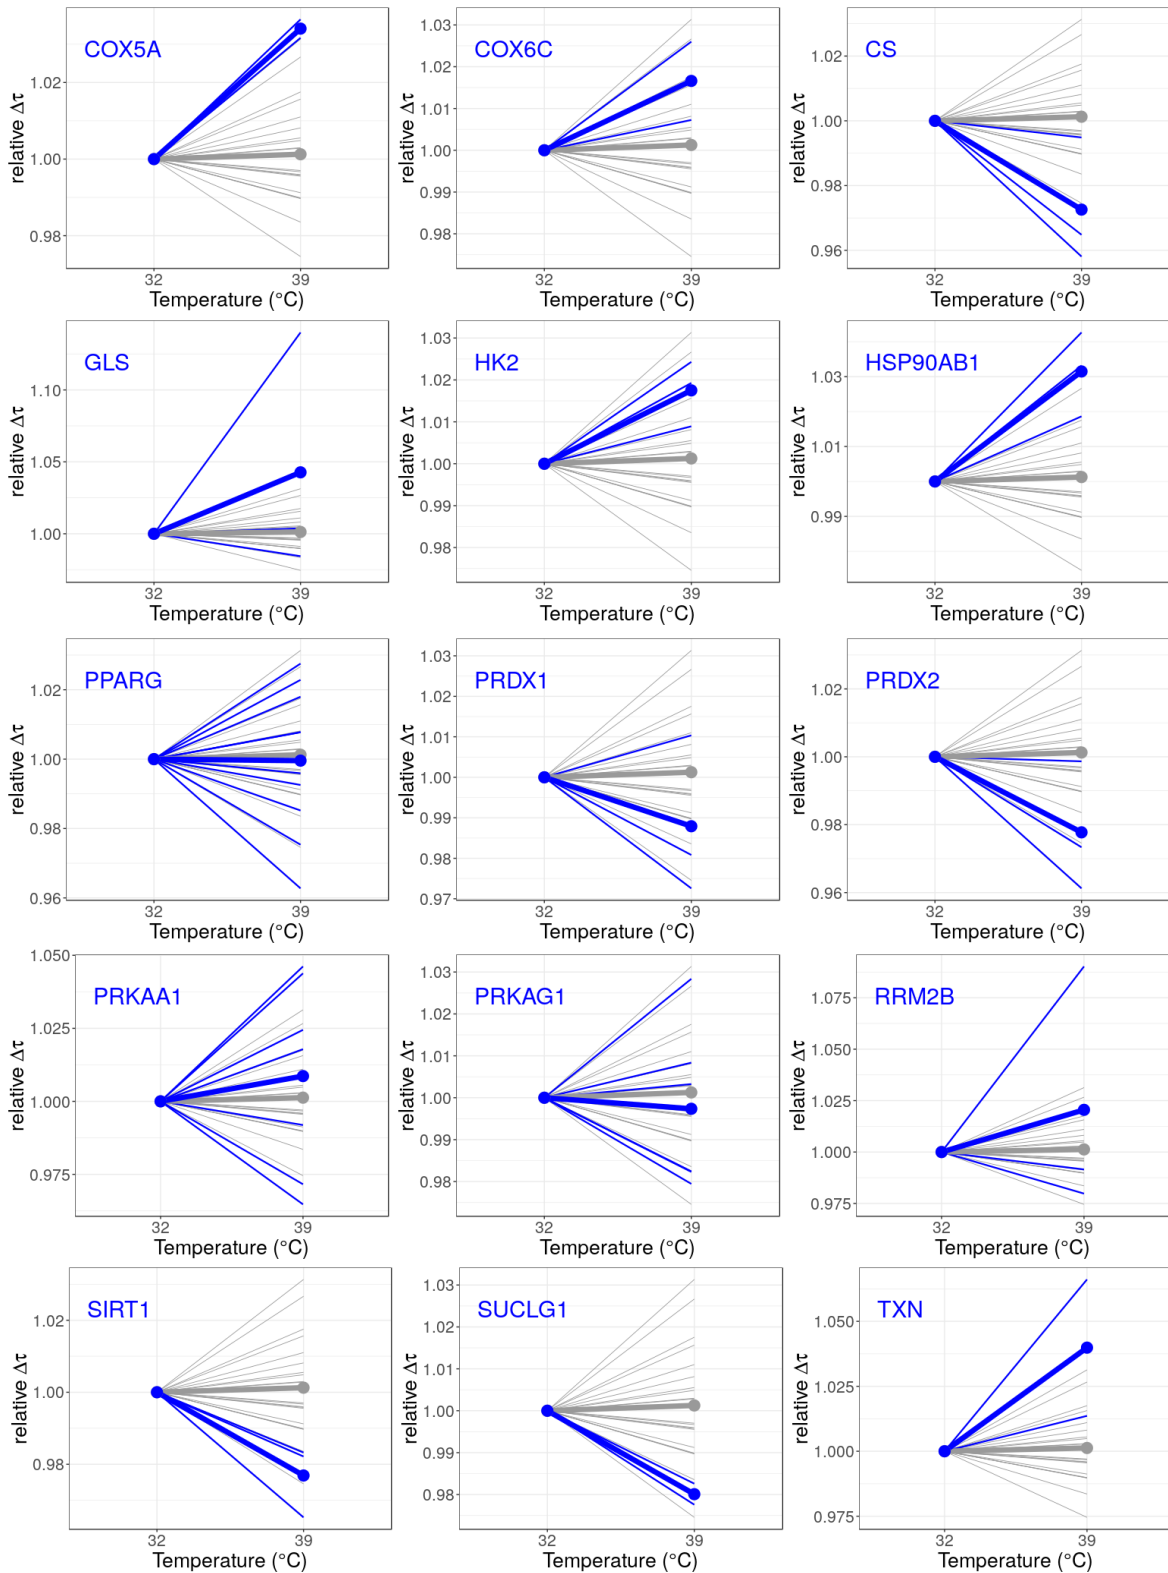 COX5A
relative Δτ
1.02
1.00
0.98
32 39
Temperature (°C)
COX6C
relative Δτ
1.03
1.02
1.01
1.00
0.99
0.98
32 39
Temperature (°C)
CS
relative Δτ
1.02
1.00
0.98
0.96
32 39
Temperature (°C)
GLS
relative Δτ
1.10
1.05
1.00
32 39
Temperature (°C)
HK2
relative Δτ
1.03
1.02
1.01
1.00
0.99
0.98
32 39
Temperature (°C)
HSP90AB1
relative Δτ
1.03
1.01
0.99
32 39
Temperature (°C)
PPARG
relative Δτ
1.02
1.00
0.98
0.96
32 39
Temperature (°C)
PRDX1
relative Δτ
1.03
1.02
1.01
1.00
0.99
0.98
0.97
32 39
Temperature (°C)
PRDX2
relative Δτ
1.02
1.00
0.98
0.96
32 39
Temperature (°C)
PRKAA1
relative Δτ
1.050
1.025
1.000
0.975
32 39
Temperature (°C)
PRKAG1
relative Δτ
1.03
1.02
1.01
1.00
0.99
0.98
32 39
Temperature (°C)
RRM2B
relative Δτ
1.075
1.050
1.025
1.000
0.975
32 39
Temperature (°C)
SIRT1
relative Δτ
1.02
1.00
0.98
32 39
Temperature (°C)
SUCLG1
relative Δτ
1.03
1.02
1.01
1.00
0.99
0.98
32 39
Temperature (°C)
TXN
relative Δτ
1.050
1.025
1.000
0.975
32 39
Temperature (°C)